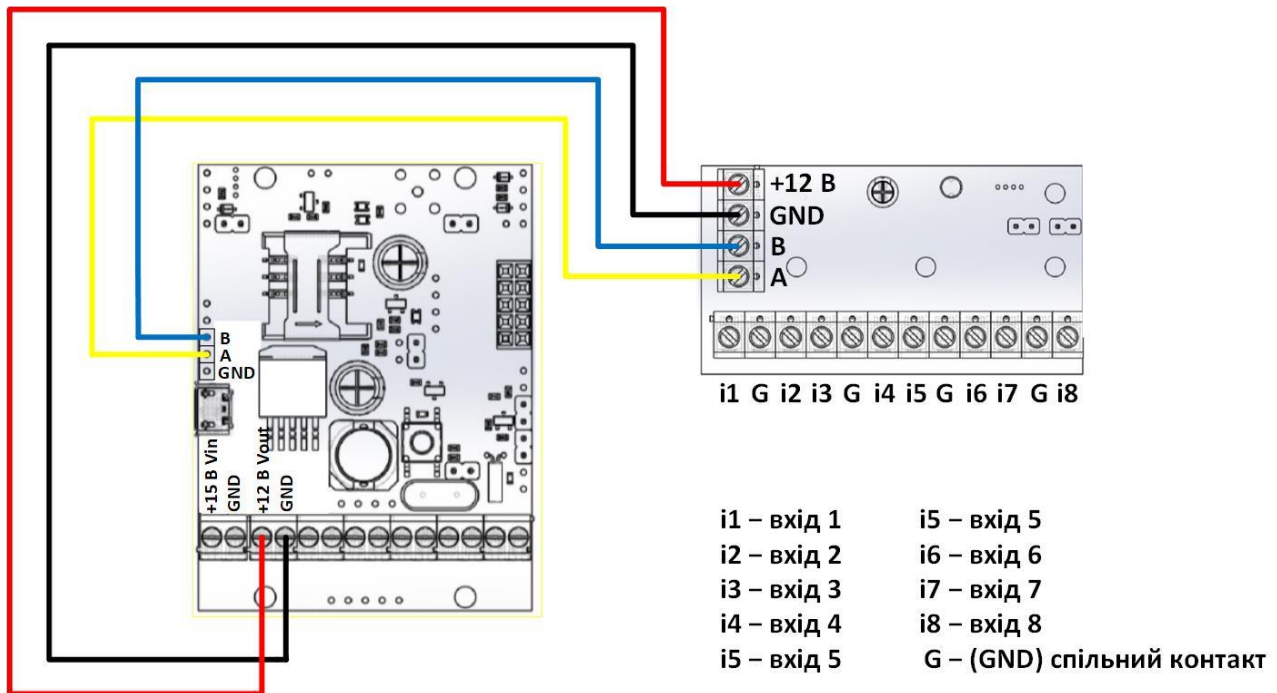 +12 В
GND
B
A
B
A
GND
+15 В Vin
GND
+12 В Vout
GND
i1 G i2 i3 G i4 i5 G i6 i7 G i8
i1 – вхід 1
i2 – вхід 2
i3 – вхід 3
i4 – вхід 4
i5 – вхід 5
i5 – вхід 5
i6 – вхід 6
i7 – вхід 7
i8 – вхід 8
G – (GND) спільний контакт